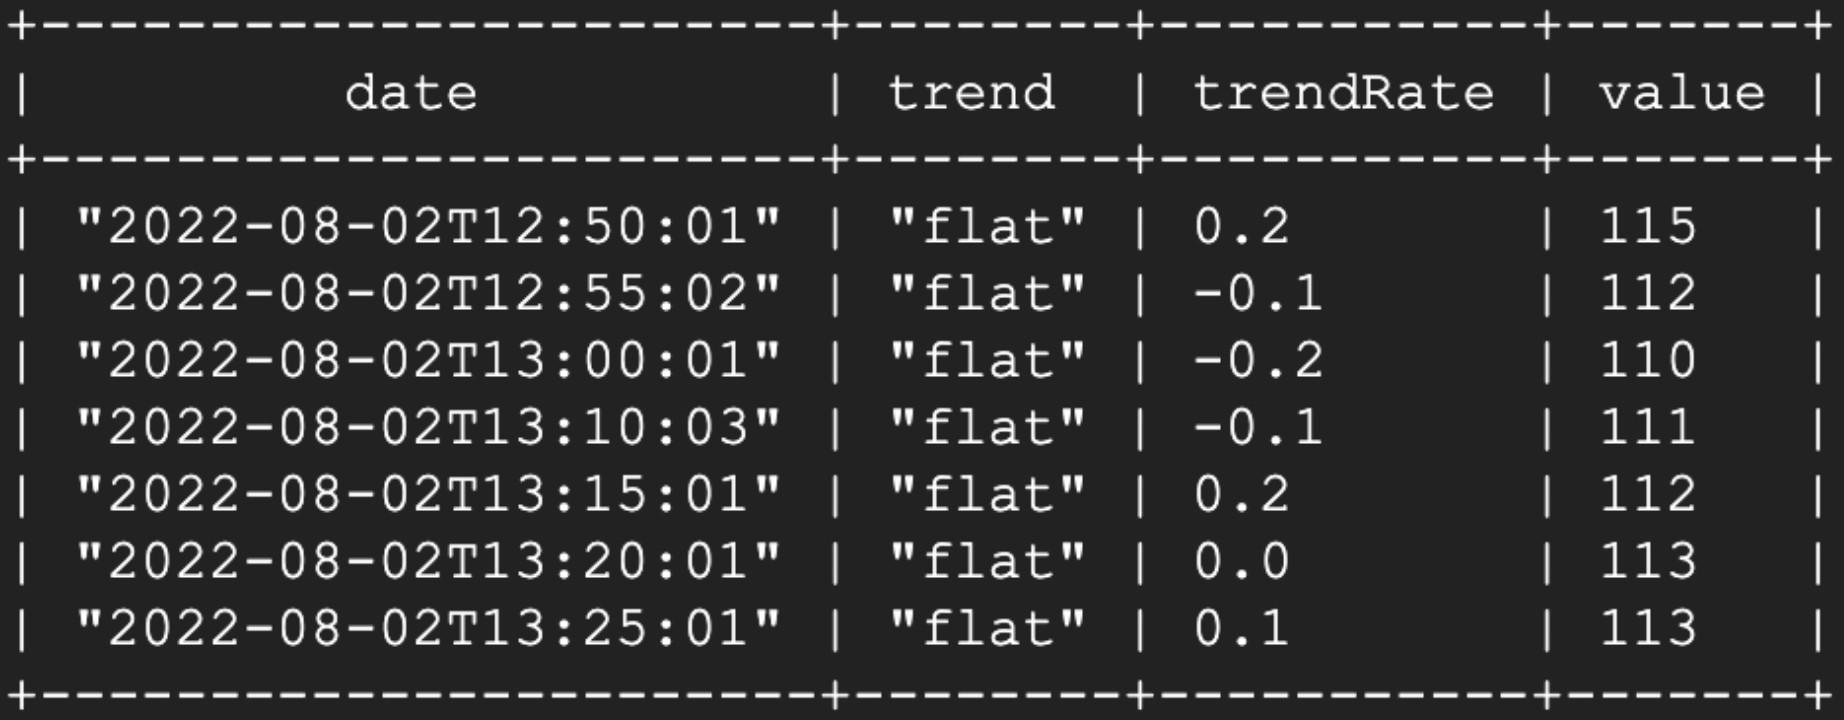 +-----------------------+--------+-----------+-------+
|         date          | trend  | trendRate | value |
+-----------------------+--------+-----------+-------+
| "2022-08-02T12:50:01" | "flat" | 0.2       | 115   |
| "2022-08-02T12:55:02" | "flat" | -0.1      | 112   |
| "2022-08-02T13:00:01" | "flat" | -0.2      | 110   |
| "2022-08-02T13:10:03" | "flat" | -0.1      | 111   |
| "2022-08-02T13:15:01" | "flat" | 0.2       | 112   |
| "2022-08-02T13:20:01" | "flat" | 0.0       | 113   |
| "2022-08-02T13:25:01" | "flat" | 0.1       | 113   |
+-----------------------+--------+-----------+-------+